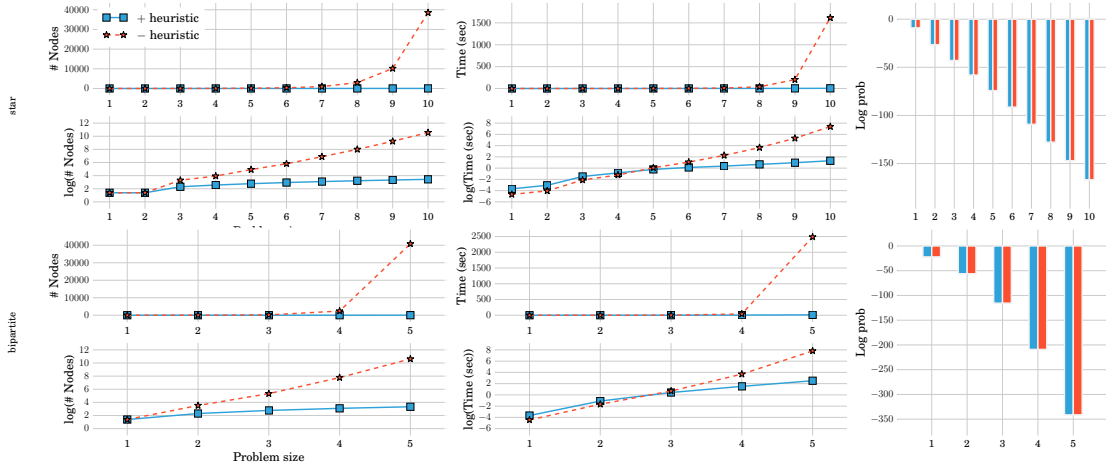 + heuristic
− heuristic
# Nodes
40000
30000
20000
10000
0
1 2 3 4 5 6 7 8 9 10
Time (sec)
1500
1000
500
0
1 2 3 4 5 6 7 8 9 10
star
log(# Nodes)
12
10
8
6
4
2
0
1 2 3 4 5 6 7 8 9 10
log(Time (sec))
8
6
4
2
0
−2
−4
−6
1 2 3 4 5 6 7 8 9 10
Log prob
0
−50
−100
−150
1 2 3 4 5 6 7 8 9 10
Problem size
# Nodes
40000
30000
20000
10000
0
1 2 3 4 5
Time (sec)
2500
2000
1500
1000
500
0
1 2 3 4 5
bipartite
log(# Nodes)
12
10
8
6
4
2
0
1 2 3 4 5
Problem size
log(Time (sec))
8
6
4
2
0
−2
−4
−6
1 2 3 4 5
Log prob
0
−50
−100
−150
−200
−250
−300
−350
1 2 3 4 5